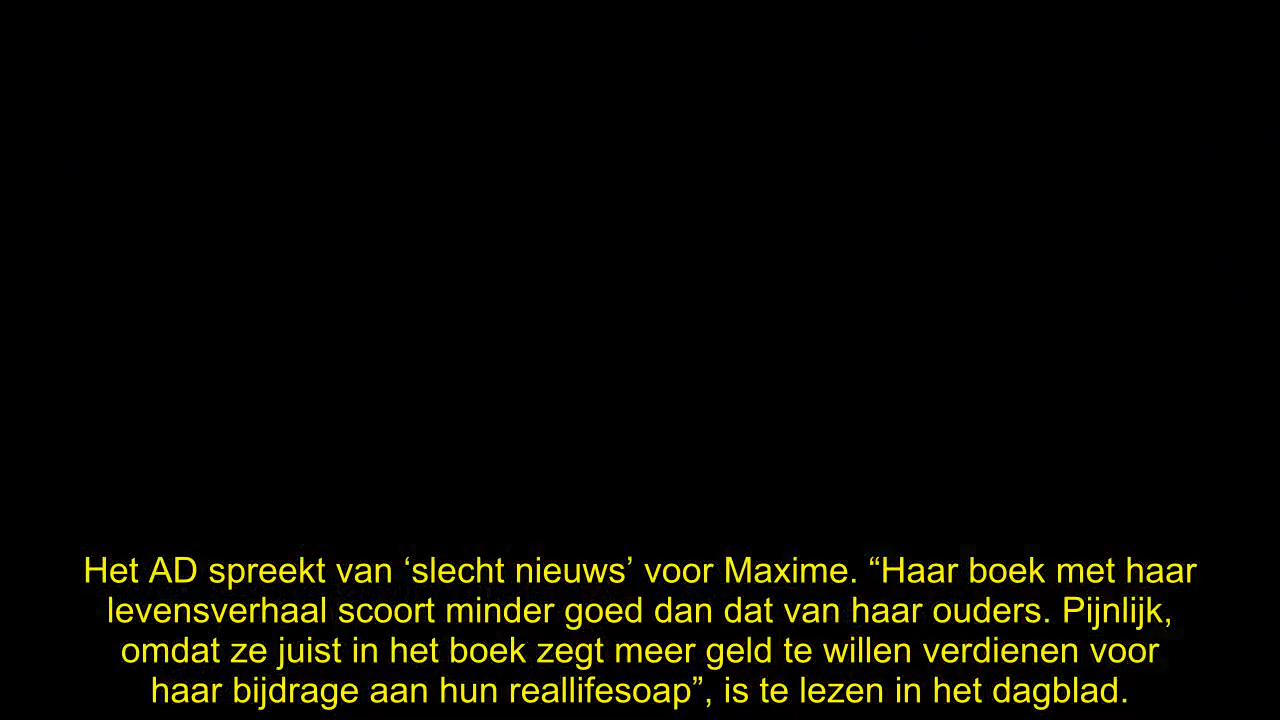 Het AD spreekt van ‘slecht nieuws’ voor Maxime. “Haar boek met haar
levensverhaal scoort minder goed dan dat van haar ouders. Pijnlijk,
omdat ze juist in het boek zegt meer geld te willen verdienen voor
haar bijdrage aan hun reallifesoap”, is te lezen in het dagblad.